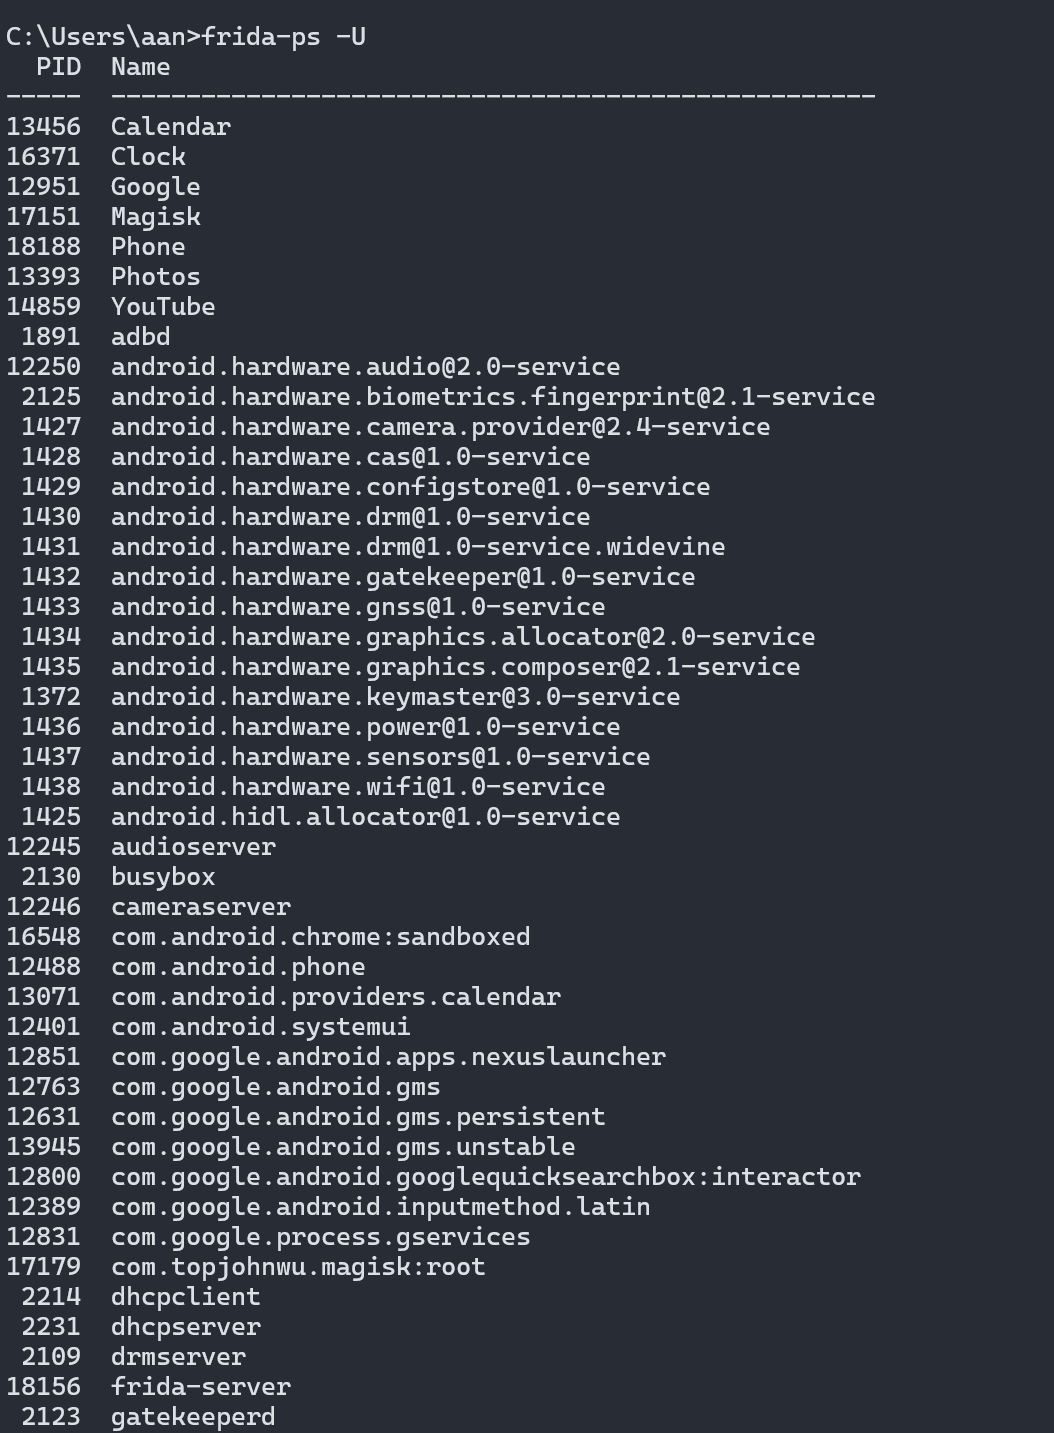 C:\Users\aan>frida-ps -U
  PID  Name
-----  ---------------------------------------------------
13456  Calendar
16371  Clock
12951  Google
17151  Magisk
18188  Phone
13393  Photos
14859  YouTube
 1891  adbd
12250  android.hardware.audio@2.0-service
 2125  android.hardware.biometrics.fingerprint@2.1-service
 1427  android.hardware.camera.provider@2.4-service
 1428  android.hardware.cas@1.0-service
 1429  android.hardware.configstore@1.0-service
 1430  android.hardware.drm@1.0-service
 1431  android.hardware.drm@1.0-service.widevine
 1432  android.hardware.gatekeeper@1.0-service
 1433  android.hardware.gnss@1.0-service
 1434  android.hardware.graphics.allocator@2.0-service
 1435  android.hardware.graphics.composer@2.1-service
 1372  android.hardware.keymaster@3.0-service
 1436  android.hardware.power@1.0-service
 1437  android.hardware.sensors@1.0-service
 1438  android.hardware.wifi@1.0-service
 1425  android.hidl.allocator@1.0-service
12245  audioserver
 2130  busybox
12246  cameraserver
16548  com.android.chrome:sandboxed
12488  com.android.phone
13071  com.android.providers.calendar
12401  com.android.systemui
12851  com.google.android.apps.nexuslauncher
12763  com.google.android.gms
12631  com.google.android.gms.persistent
13945  com.google.android.gms.unstable
12800  com.google.android.googlequicksearchbox:interactor
12389  com.google.android.inputmethod.latin
12831  com.google.process.gservices
17179  com.topjohnwu.magisk:root
 2214  dhcpclient
 2231  dhcpserver
 2109  drmserver
18156  frida-server
 2123  gatekeeperd